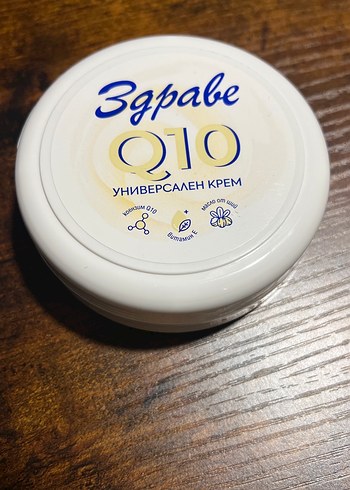 Здраве
Q10
УНИВЕРСАЛЕН КРЕМ
коензим Q10
витамин Е
масло от ший